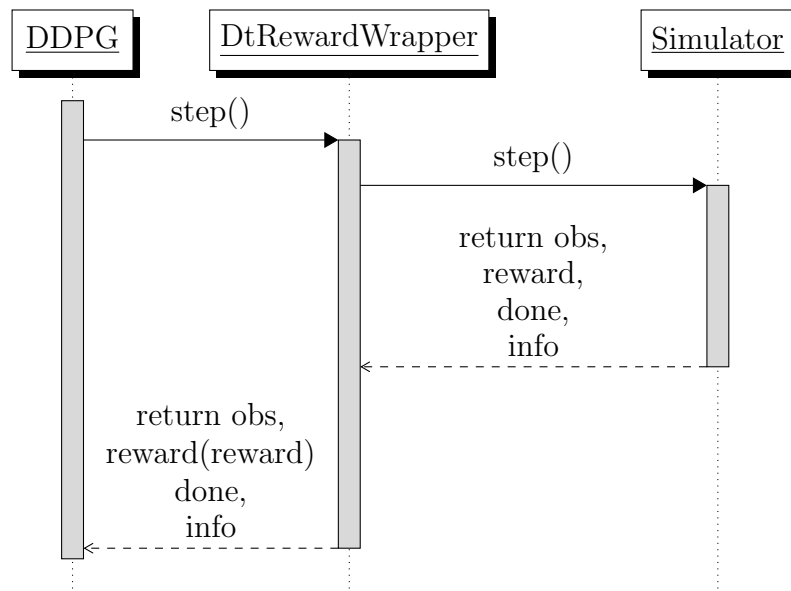 DDPG
DtRewardWrapper
Simulator
step()
step()
return obs,
reward,
done,
info
return obs,
reward(reward)
done,
info